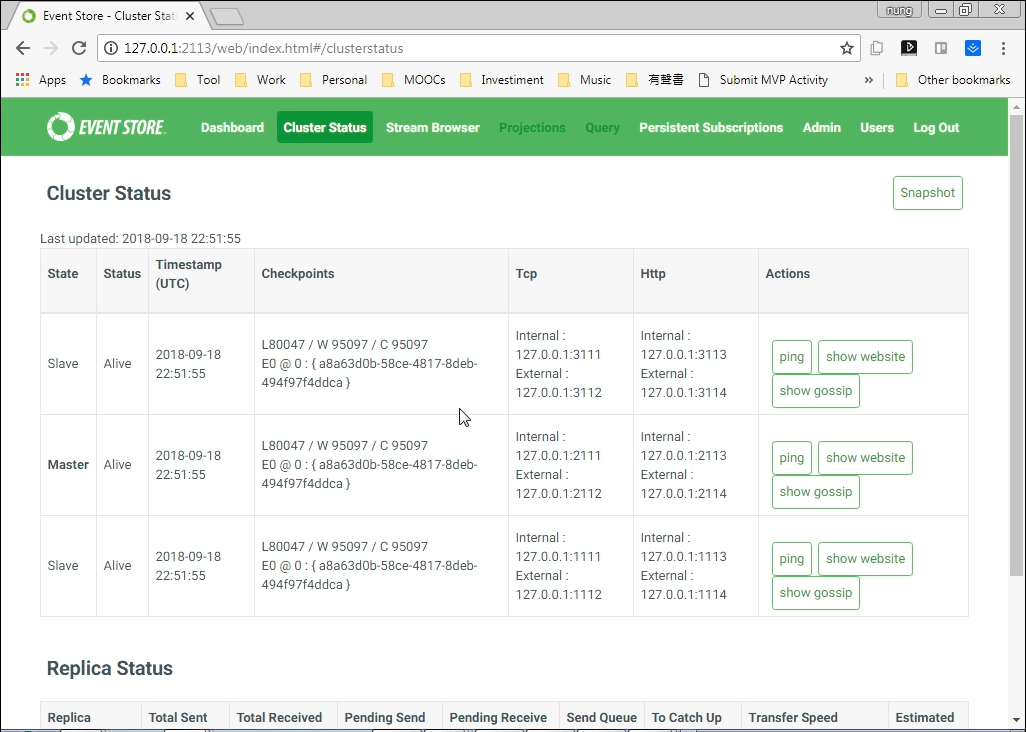 Event Store - Cluster Stat
nung
127.0.0.1:2113/web/index.html#/clusterstatus
Apps Bookmarks Tool Work Personal MOOCs Investiment Music 有聲書 Submit MVP Activity » Other bookmarks
EVENT STORE. Dashboard Cluster Status Stream Browser Projections Query Persistent Subscriptions Admin Users Log Out
Cluster Status
Snapshot
Last updated: 2018-09-18 22:51:55
State Status Timestamp (UTC) Checkpoints Tcp Http Actions
Slave Alive 2018-09-18 22:51:55
L80047 / W 95097 / C 95097
E0 @ 0 : { a8a63d0b-58ce-4817-8deb-
494f97f4ddca }
Internal :
127.0.0.1:3111
External :
127.0.0.1:3112
Internal :
127.0.0.1:3113
External :
127.0.0.1:3114
ping show website
show gossip
Master Alive 2018-09-18 22:51:55
L80047 / W 95097 / C 95097
E0 @ 0 : { a8a63d0b-58ce-4817-8deb-
494f97f4ddca }
Internal :
127.0.0.1:2111
External :
127.0.0.1:2112
Internal :
127.0.0.1:2113
External :
127.0.0.1:2114
ping show website
show gossip
Slave Alive 2018-09-18 22:51:55
L80047 / W 95097 / C 95097
E0 @ 0 : { a8a63d0b-58ce-4817-8deb-
494f97f4ddca }
Internal :
127.0.0.1:1111
External :
127.0.0.1:1112
Internal :
127.0.0.1:1113
External :
127.0.0.1:1114
ping show website
show gossip
Replica Status
Replica Total Sent Total Received Pending Send Pending Receive Send Queue To Catch Up Transfer Speed Estimated